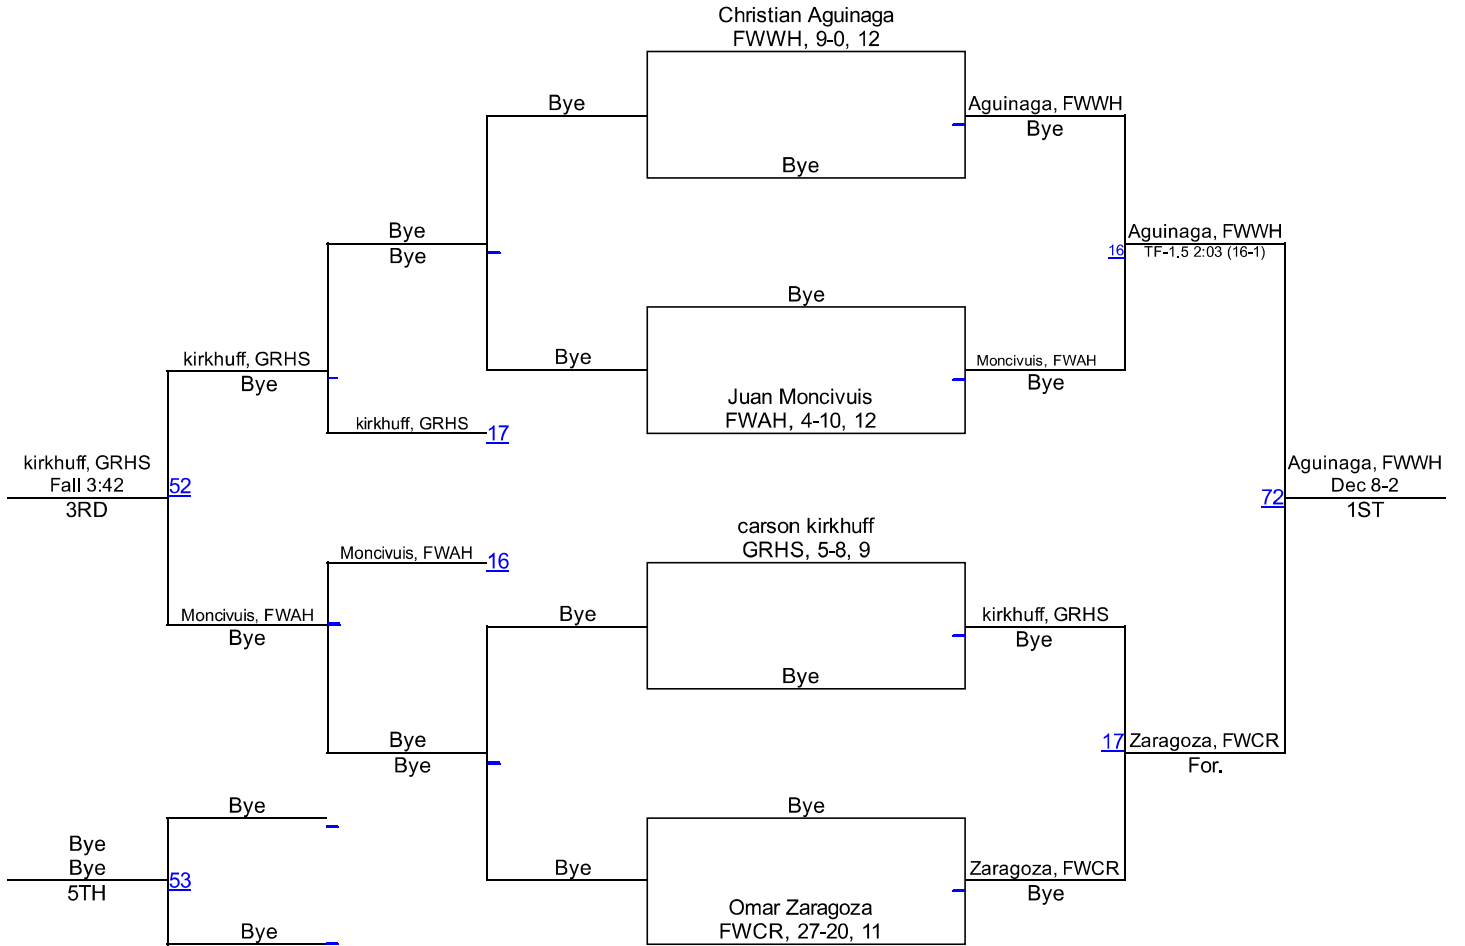 Christian Aguinaga
FWWH, 9-0, 12
Bye
Aguinaga, FWWH
Bye
Bye
Bye
Bye
Aguinaga, FWWH
16
TF-1.5 2:03 (16-1)
Bye
kirkhuff, GRHS
Bye
Bye
Moncivuis, FWAH
Bye
Juan Moncivuis
FWAH, 4-10, 12
kirkhuff, GRHS
17
kirkhuff, GRHS
Fall 3:42
52
3RD
Aguinaga, FWWH
Dec 8-2
72
1ST
carson kirkhuff
GRHS, 5-8, 9
Moncivuis, FWAH
16
Moncivuis, FWAH
Bye
Bye
kirkhuff, GRHS
Bye
Bye
Bye
Bye
17
Zaragoza, FWCR
For.
Bye
Bye
Bye
Bye
53
5TH
Bye
Zaragoza, FWCR
Bye
Omar Zaragoza
FWCR, 27-20, 11
Bye